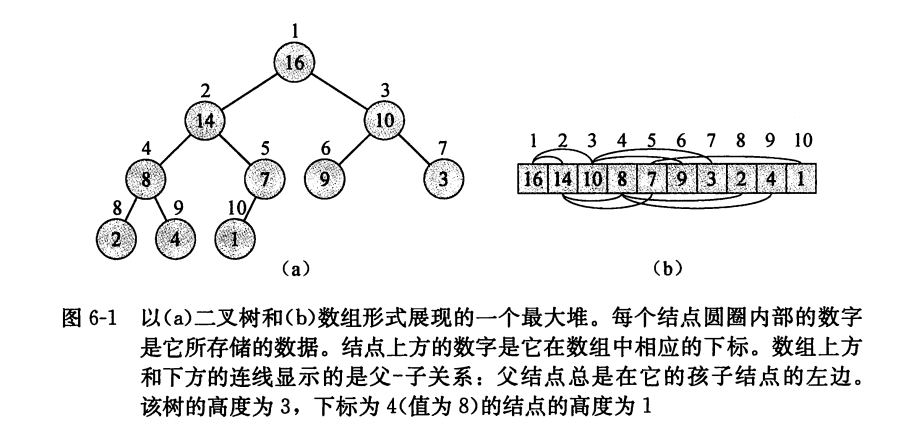 1
16
2
3
14
10
4
5
6
7
8
7
9
3
8
9
10
2
4
1
(a)
1 2 3 4 5 6 7 8 9 10
16 14 10 8 7 9 3 2 4 1
(b)
图 6-1 以(a)二叉树和(b)数组形式展现的一个最大堆。每个结点圆圈内部的数字
是它所存储的数据。结点上方的数字是它在数组中相应的下标。数组上方
和下方的连线显示的是父-子关系：父结点总是在它的孩子结点的左边。
该树的高度为 3，下标为 4(值为 8)的结点的高度为 1